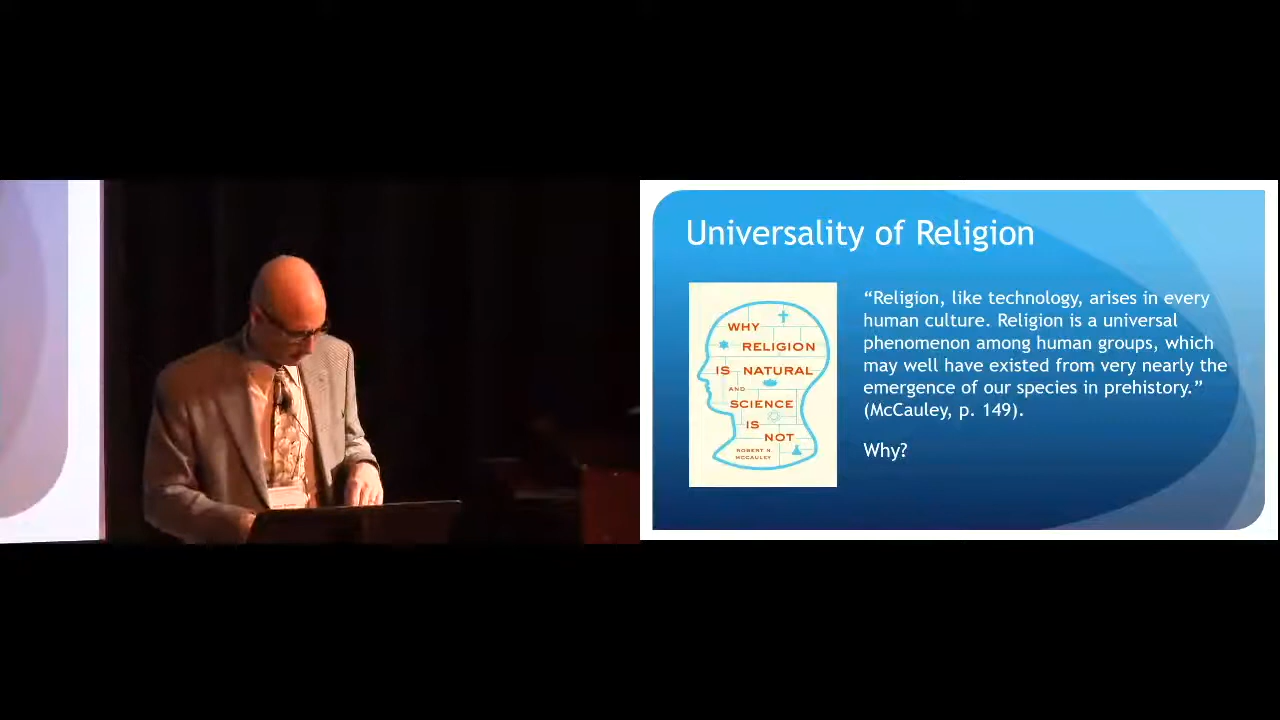 Universality of Religion
WHY
RELIGION
IS NATURAL
AND
SCIENCE
IS
NOT
ROBERT N.
MCCAULEY
“Religion, like technology, arises in every
human culture. Religion is a universal
phenomenon among human groups, which
may well have existed from very nearly the
emergence of our species in prehistory.”
(McCauley, p. 149).
Why?